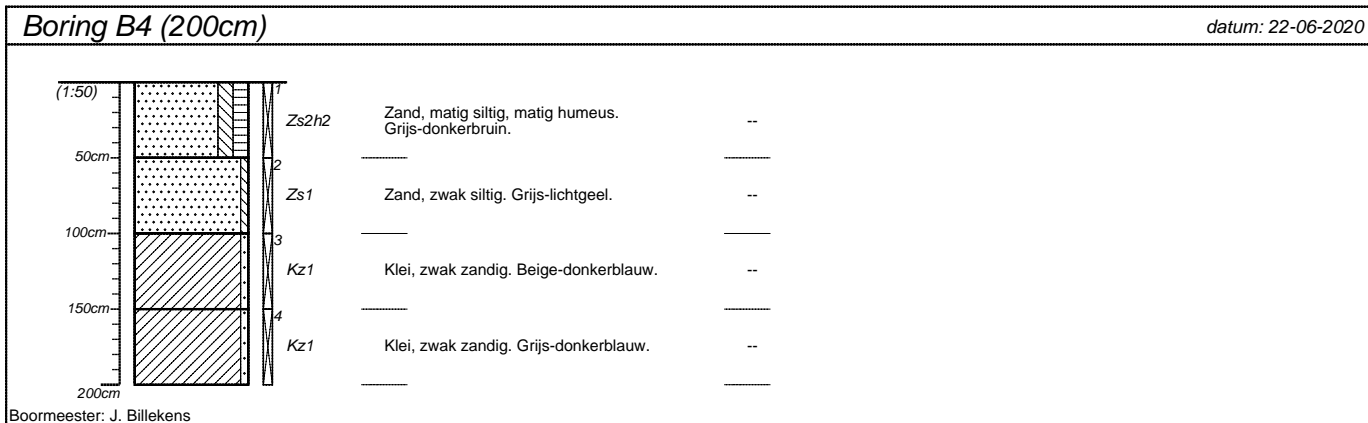 Boring B4 (200cm)
datum: 22-06-2020
(1:50)
1
Zs2h2
Zand, matig siltig, matig humeus.
Grijs-donkerbruin.
--
50cm
2
Zs1
Zand, zwak siltig. Grijs-lichtgeel.
--
100cm
3
Kz1
Klei, zwak zandig. Beige-donkerblauw.
--
150cm
4
Kz1
Klei, zwak zandig. Grijs-donkerblauw.
--
200cm
Boormeester: J. Billekens